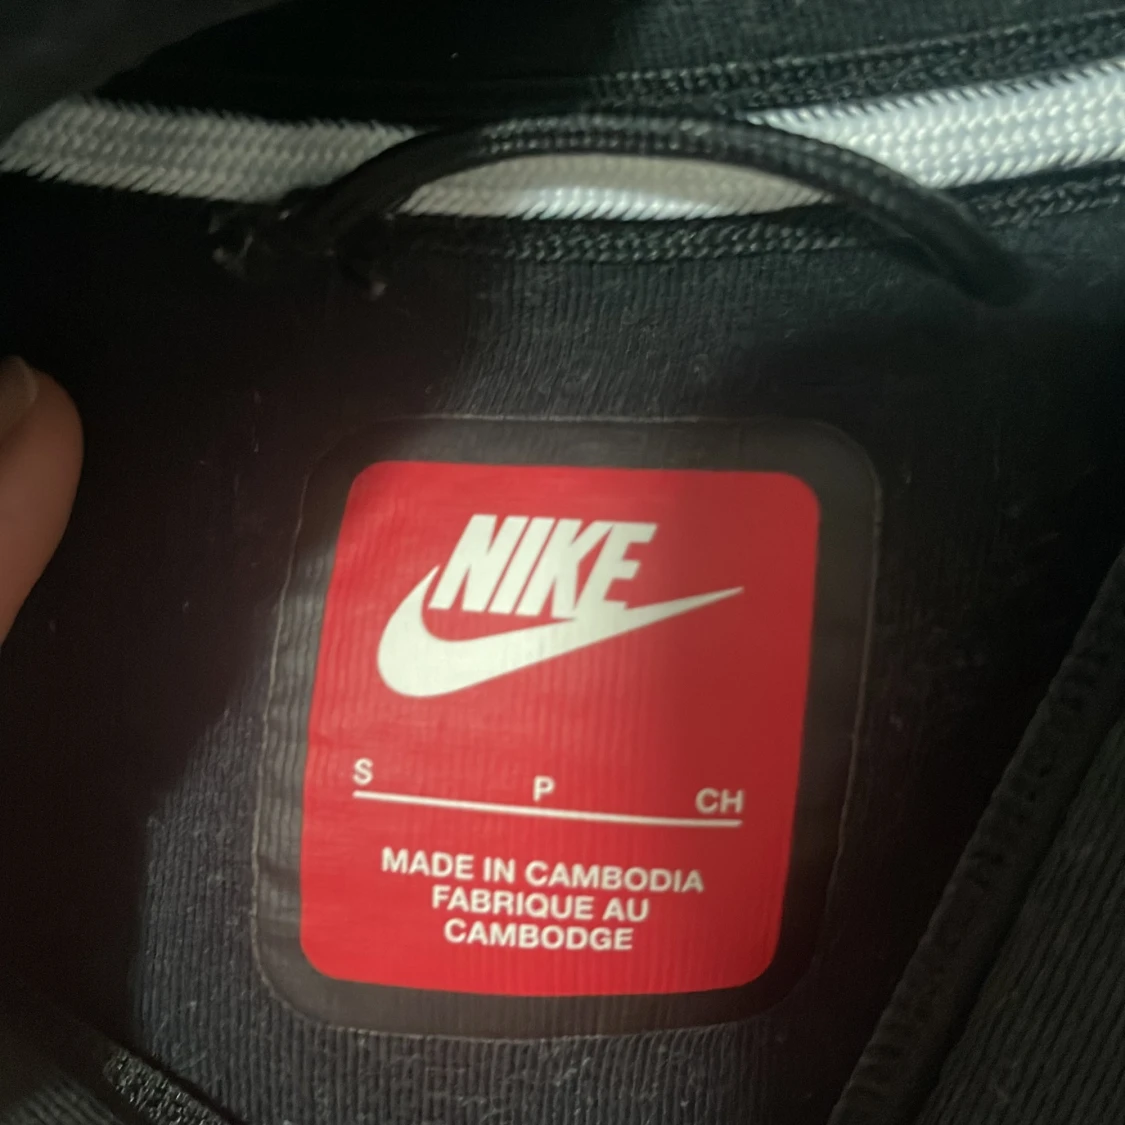 NIKE
S P CH
MADE IN CAMBODIA
FABRIQUE AU
CAMBODGE